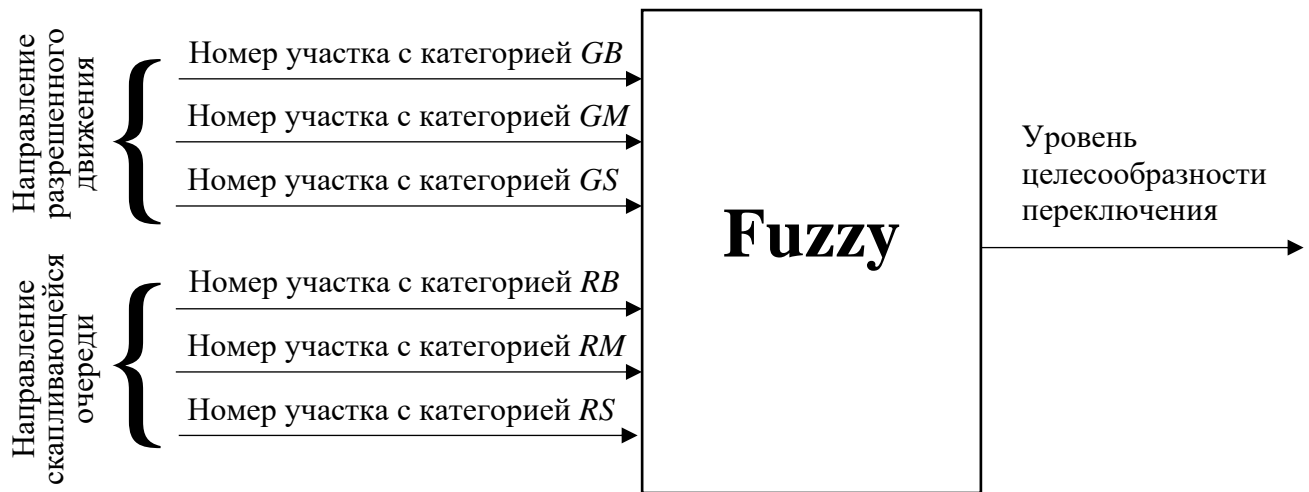 Направление
разрешенного
движения
Номер участка с категорией GB
Номер участка с категорией GM
Номер участка с категорией GS
Направление
скапливающейся
очереди
Номер участка с категорией RB
Номер участка с категорией RM
Номер участка с категорией RS
Fuzzy
Уровень
целесообразности
переключения